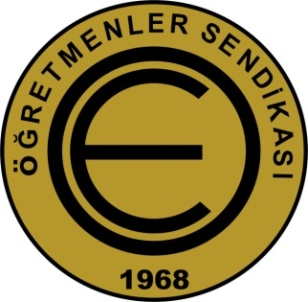 ÖĞRETMENLER SENDİKASI
1968